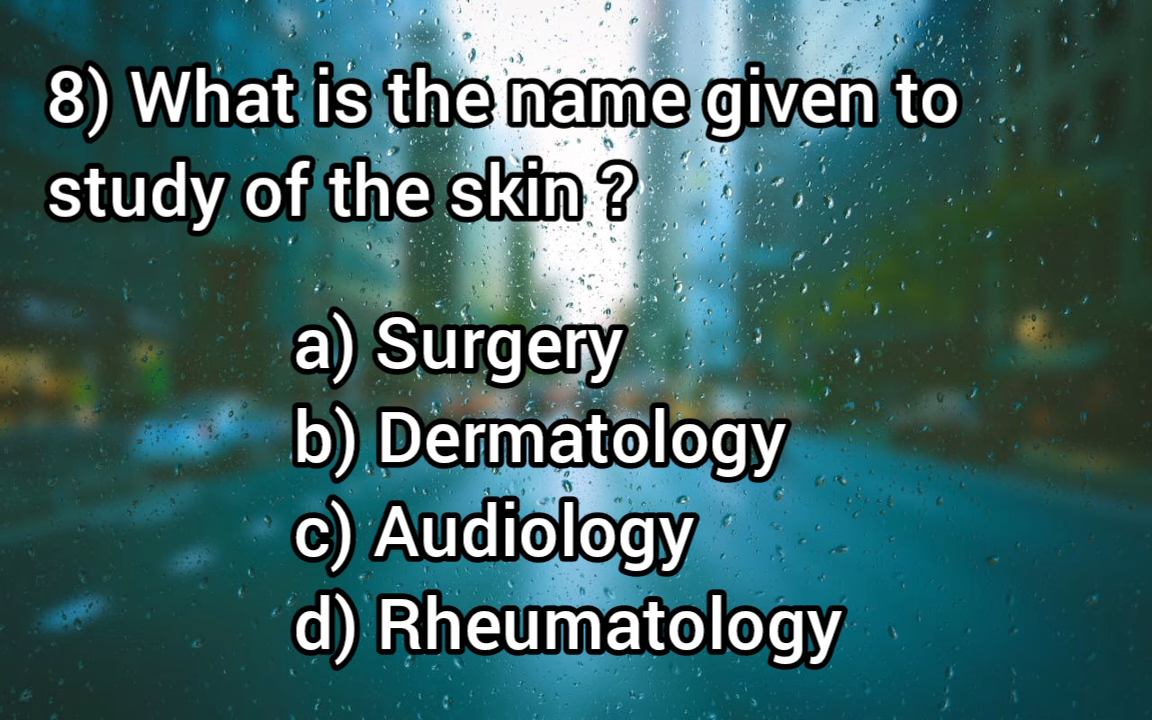 8) What is the name given to
study of the skin ?
a) Surgery
b) Dermatology
c) Audiology
d) Rheumatology